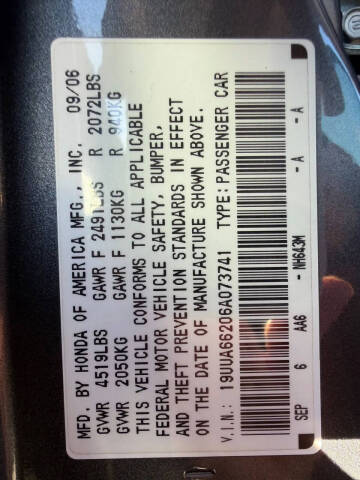 MFD. BY HONDA OF AMERICA MFG., INC. 09/06
GVWR 4519LBS GAWR F 2491LBS R 2072LBS
GVWR 2050KG GAWR F 1130KG R 940KG
THIS VEHICLE CONFORMS TO ALL APPLICABLE
FEDERAL MOTOR VEHICLE SAFETY, BUMPER,
AND THEFT PREVENTION STANDARDS IN EFFECT
ON THE DATE OF MANUFACTURE SHOWN ABOVE.
V.I.N.: 19UUA66206A073741 TYPE: PASSENGER CAR
SEP 6 AA6 - NH643M - A - A